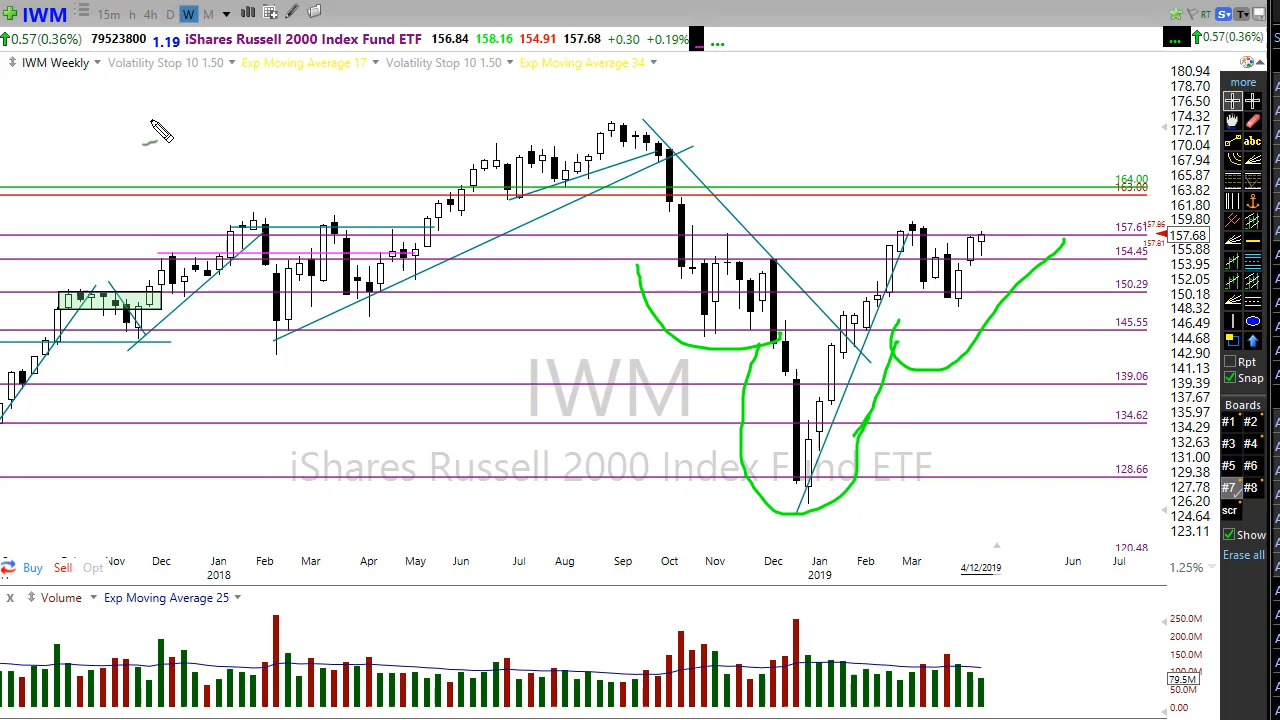 IWM 15m h 4h D W M RT S T
0.57(0.36%) 79523800 1.19 iShares Russell 2000 Index Fund ETF 156.84 158.16 154.91 157.68 +0.30 +0.19% ... ... 0.57(0.36%)
IWM Weekly Volatility Stop 10 1.50 Exp Moving Average 17 Volatility Stop 10 1.50 Exp Moving Average 34
180.94
178.70
176.50
174.32
172.17
170.04
167.94
165.87
163.82
161.80
159.80
157.68
155.88
153.95
152.05
150.18
148.32
146.49
144.68
142.90
141.13
139.39
137.67
135.97
134.29
132.63
131.00
129.38
127.78
126.20
124.64
123.11
164.00
163.00
157.61
157.86
157.81
154.45
150.29
145.55
139.06
134.62
128.66
120.48
IWM
iShares Russell 2000 Index Fund ETF
Nov Dec Jan Feb Mar Apr May Jun Jul Aug Sep Oct Nov Dec Jan Feb Mar 4/12/2019 Jun Jul
2018 2019
Buy Sell Opt
1.25%
x Volume Exp Moving Average 25
250.0M
200.0M
150.0M
100.0M
79.5M
50.0M
0.00
more
abc
Rpt
Snap
Boards
#1 #2
#3 #4
#5 #6
#7 #8
scr
Show
Erase all